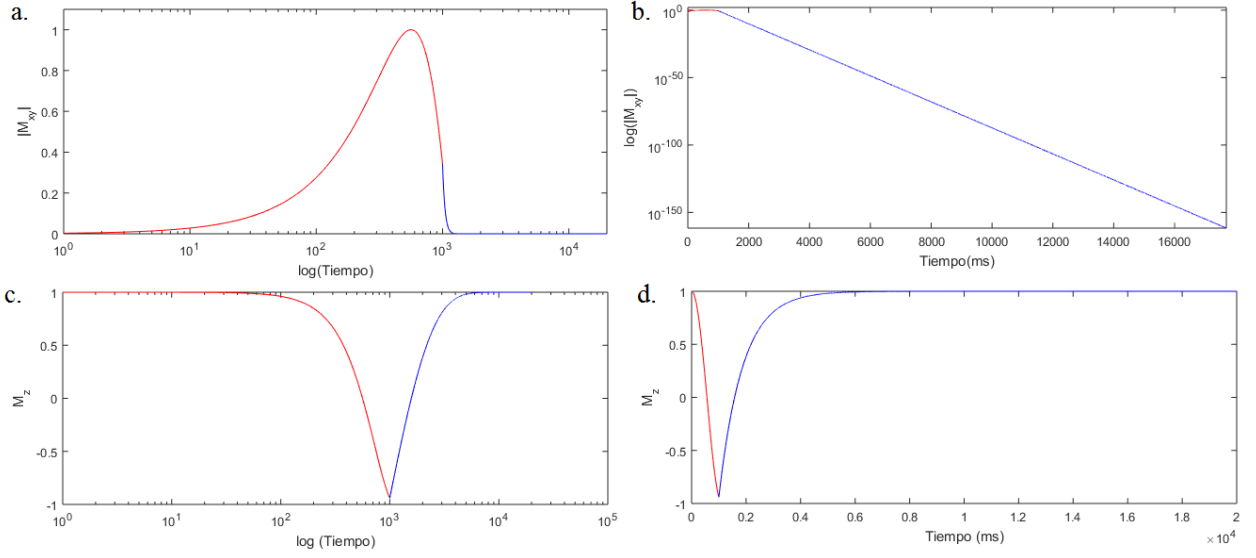 a.
1
0.8
0.6
0.4
0.2
0
|M_xy|
10^0 10^1 10^2 10^3 10^4
log(Tiempo)
b.
10^0
10^-50
10^-100
10^-150
log(|M_xy|)
0 2000 4000 6000 8000 10000 12000 14000 16000
Tiempo(ms)
c.
1
0.5
0
-0.5
-1
M_z
10^0 10^1 10^2 10^3 10^4 10^5
log (Tiempo)
d.
1
0.5
0
-0.5
-1
M_z
0 0.2 0.4 0.6 0.8 1 1.2 1.4 1.6 1.8 2
Tiempo (ms)
× 10^4